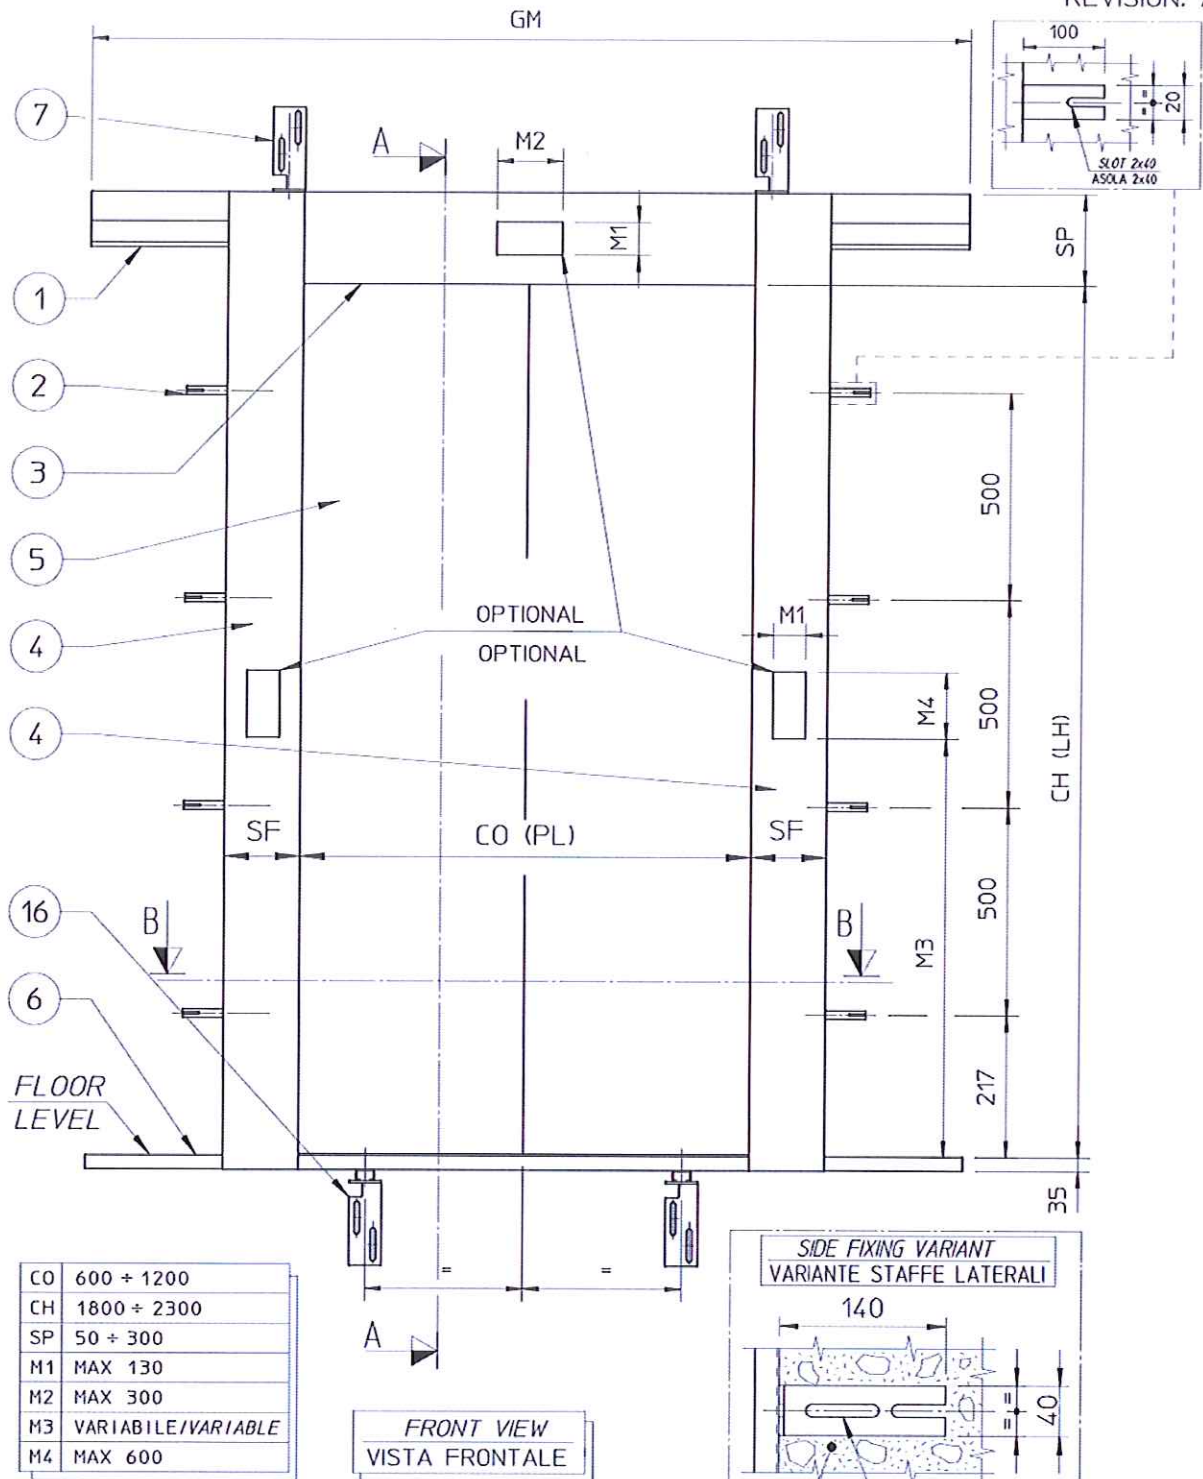 REVISION:
GM
100
20
= =
SLOT 2x40
ASOLA 2x40
7
A
M2
M1
SP
1
2
3
5
500
4
OPTIONAL
OPTIONAL
M1
M4
500
CH (LH)
4
SF
CO (PL)
SF
500
16
B
B
M3
6
FLOOR
LEVEL
217
35
= =
A
CO 600 ÷ 1200
CH 1800 ÷ 2300
SP 50 ÷ 300
M1 MAX 130
M2 MAX 300
M3 VARIABILE/VARIABLE
M4 MAX 600
FRONT VIEW
VISTA FRONTALE
SIDE FIXING VARIANT
VARIANTE STAFFE LATERALI
140
= =
40